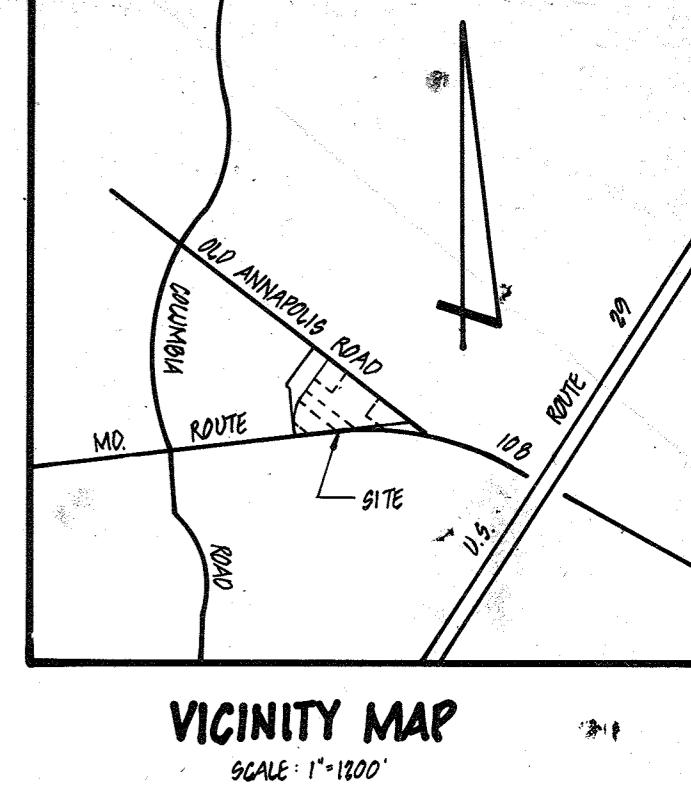 OLD ANNAPOLIS ROAD
COLUMBIA
29
ROUTE
MD. ROUTE 108
SITE
U.S.
ROAD
VICINITY MAP
SCALE: 1"=1200'